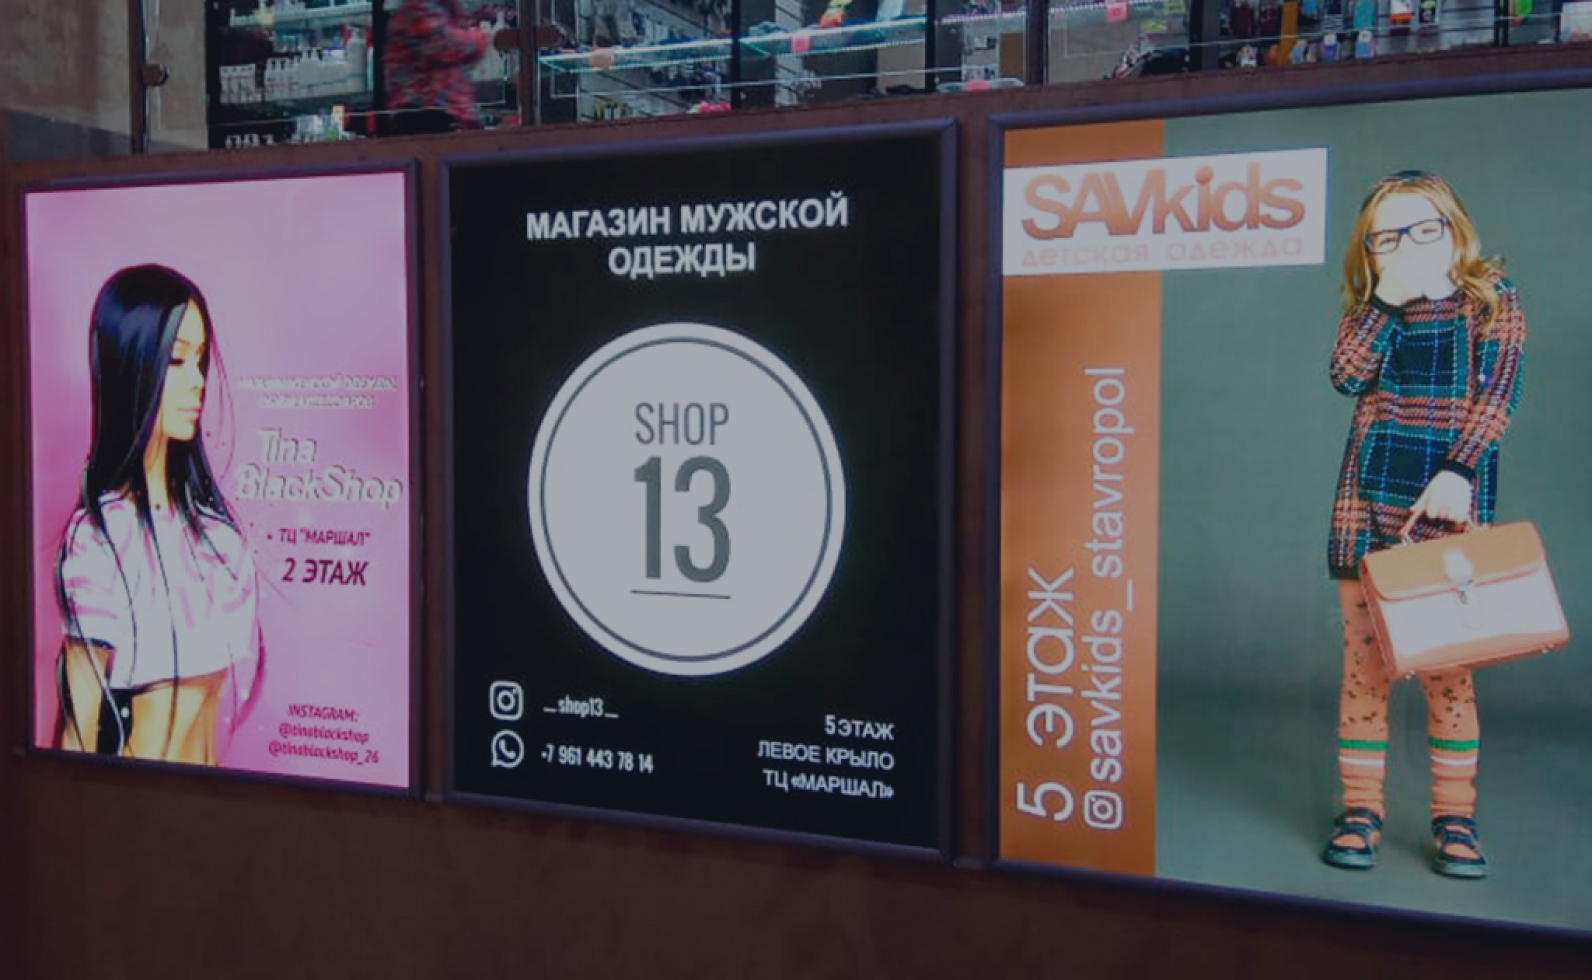 Tina
BlackShop
• ТЦ "МАРШАЛ"
2 ЭТАЖ
INSTAGRAM:
@tinablackshop
@tinablackshop_26
МАГАЗИН МУЖСКОЙ
ОДЕЖДЫ
SHOP
13
_shop13_
+7 961 443 78 14
5 ЭТАЖ
ЛЕВОЕ КРЫЛО
ТЦ «МАРШАЛ»
SAVkids
детская одежда
5 этаж
savkids_stavropol